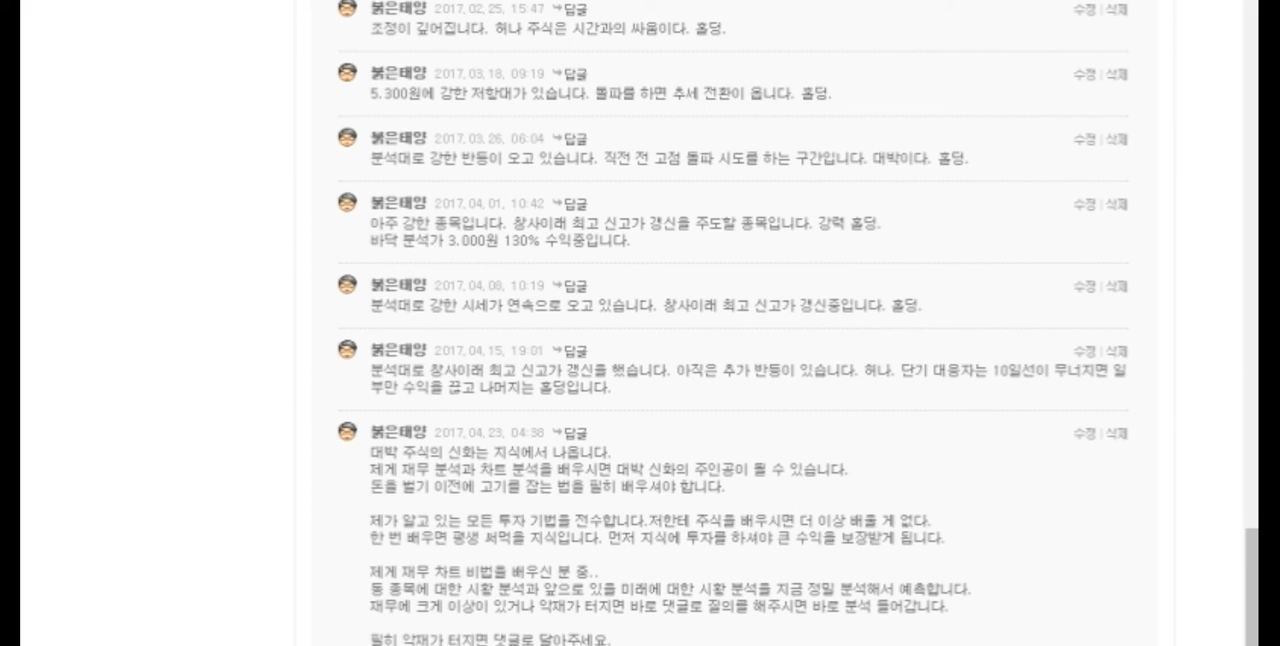 붉은태양 2017.02.25. 15:47 답글 수정 | 삭제
조정이 깊어집니다. 허나 주식은 시간과의 싸움이다. 홀딩.
붉은태양 2017.03.18. 09:19 답글 수정 | 삭제
5.300원에 강한 저항대가 있습니다. 돌파를 하면 추세 전환이 옵니다. 홀딩.
붉은태양 2017.03.26. 06:04 답글 수정 | 삭제
분석대로 강한 반등이 오고 있습니다. 직전 전 고점 돌파 시도를 하는 구간입니다. 대박이다. 홀딩.
붉은태양 2017.04.01. 10:42 답글 수정 | 삭제
아주 강한 종목입니다. 창사이래 최고 신고가 갱신을 주도할 종목입니다. 강력 홀딩.
바닥 분석가 3.000원 130% 수익중입니다.
붉은태양 2017.04.08. 10:19 답글 수정 | 삭제
분석대로 강한 시세가 연속으로 오고 있습니다. 창사이래 최고 신고가 갱신중입니다. 홀딩.
붉은태양 2017.04.15. 19:01 답글 수정 | 삭제
분석대로 창사이래 최고 신고가 갱신을 했습니다. 아직은 추가 반등이 있습니다. 허나. 단기 대응자는 10일선이 무너지면 일
부만 수익을 끊고 나머지는 홀딩입니다.
붉은태양 2017.04.23. 04:38 답글 수정 | 삭제
대박 주식의 신화는 지식에서 나옵니다.
제게 재무 분석과 차트 분석을 배우시면 대박 신화의 주인공이 될 수 있습니다.
돈을 벌기 이전에 고기를 잡는 법을 필히 배우셔야 합니다.
제가 알고 있는 모든 투자 기법을 전수합니다.저한테 주식을 배우시면 더 이상 배울 게 없다.
한 번 배우면 평생 써먹을 지식입니다. 먼저 지식에 투자를 하셔야 큰 수익을 보장받게 됩니다.
제게 재무 차트 비법을 배우신 분 중..
동 종목에 대한 시황 분석과 앞으로 있을 미래에 대한 시황 분석을 지금 정밀 분석해서 예측합니다.
재무에 크게 이상이 있거나 악재가 터지면 바로 댓글로 질의를 해주시면 바로 분석 들어갑니다.
필히 악재가 터지면 댓글로 달아주세요.